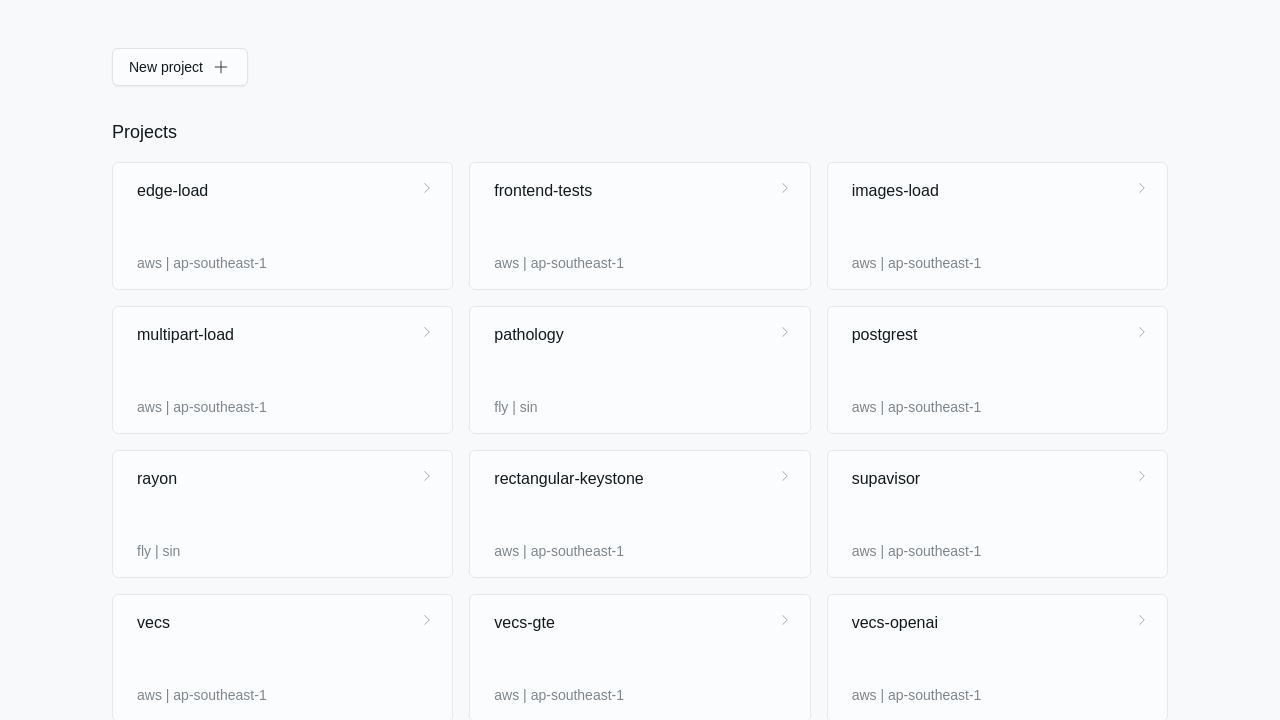 New project
Projects
edge-load
aws | ap-southeast-1
frontend-tests
aws | ap-southeast-1
images-load
aws | ap-southeast-1
multipart-load
aws | ap-southeast-1
pathology
fly | sin
postgrest
aws | ap-southeast-1
rayon
fly | sin
rectangular-keystone
aws | ap-southeast-1
supavisor
aws | ap-southeast-1
vecs
aws | ap-southeast-1
vecs-gte
aws | ap-southeast-1
vecs-openai
aws | ap-southeast-1